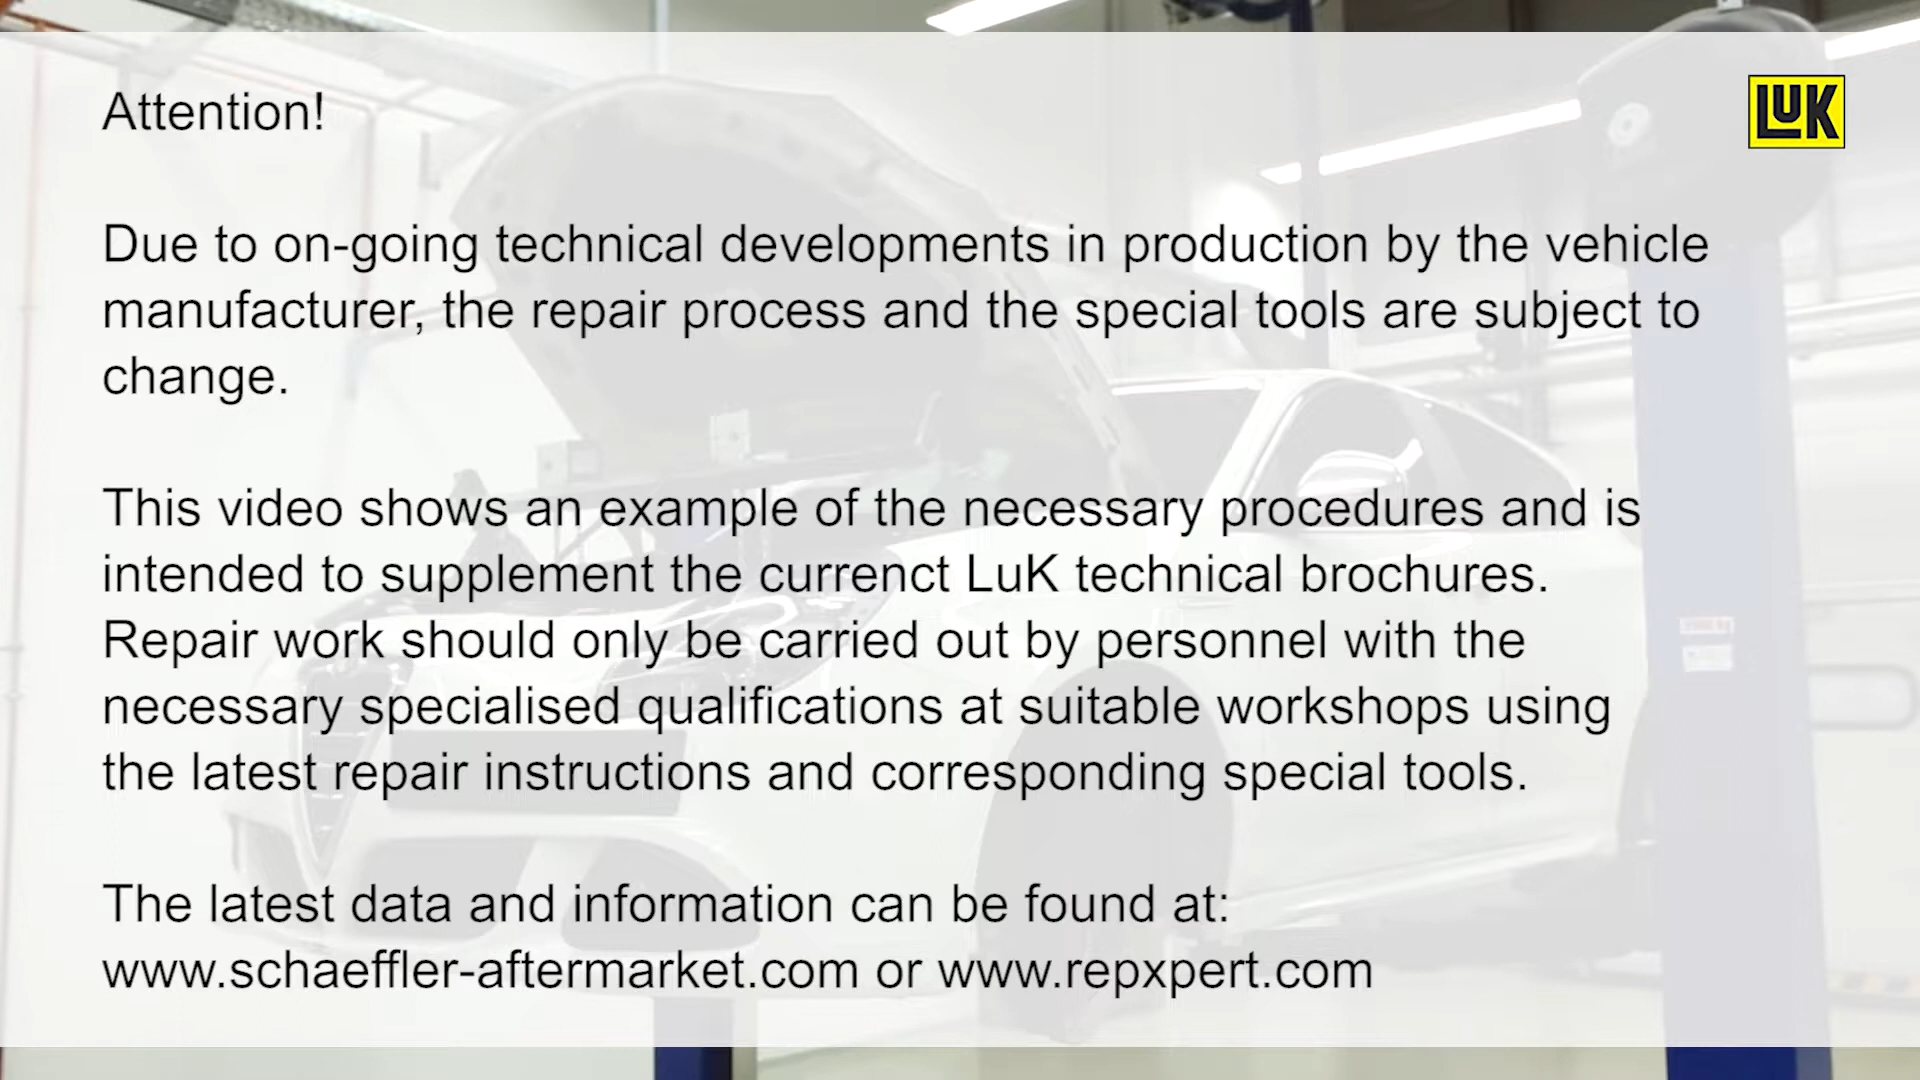 Attention!
LUK
Due to on-going technical developments in production by the vehicle
manufacturer, the repair process and the special tools are subject to
change.
This video shows an example of the necessary procedures and is
intended to supplement the currenct LuK technical brochures.
Repair work should only be carried out by personnel with the
necessary specialised qualifications at suitable workshops using
the latest repair instructions and corresponding special tools.
The latest data and information can be found at:
www.schaeffler-aftermarket.com or www.repxpert.com